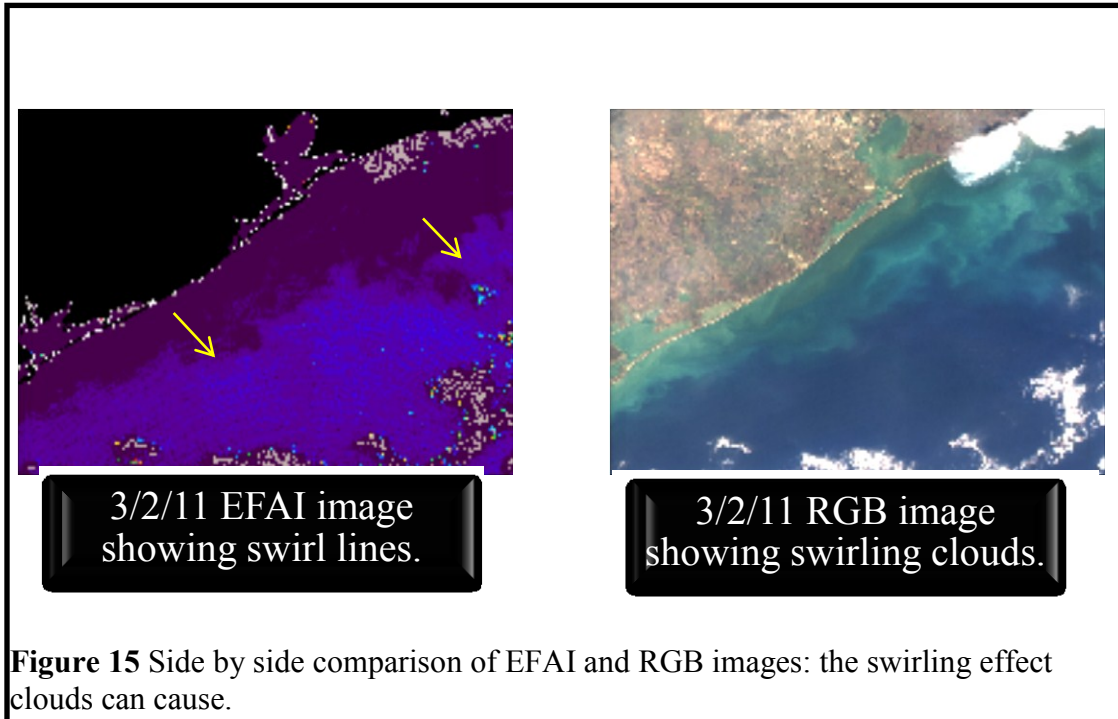 3/2/11 EFAI image
showing swirl lines.
3/2/11 RGB image
showing swirling clouds.
Figure 15 Side by side comparison of EFAI and RGB images: the swirling effect
clouds can cause.